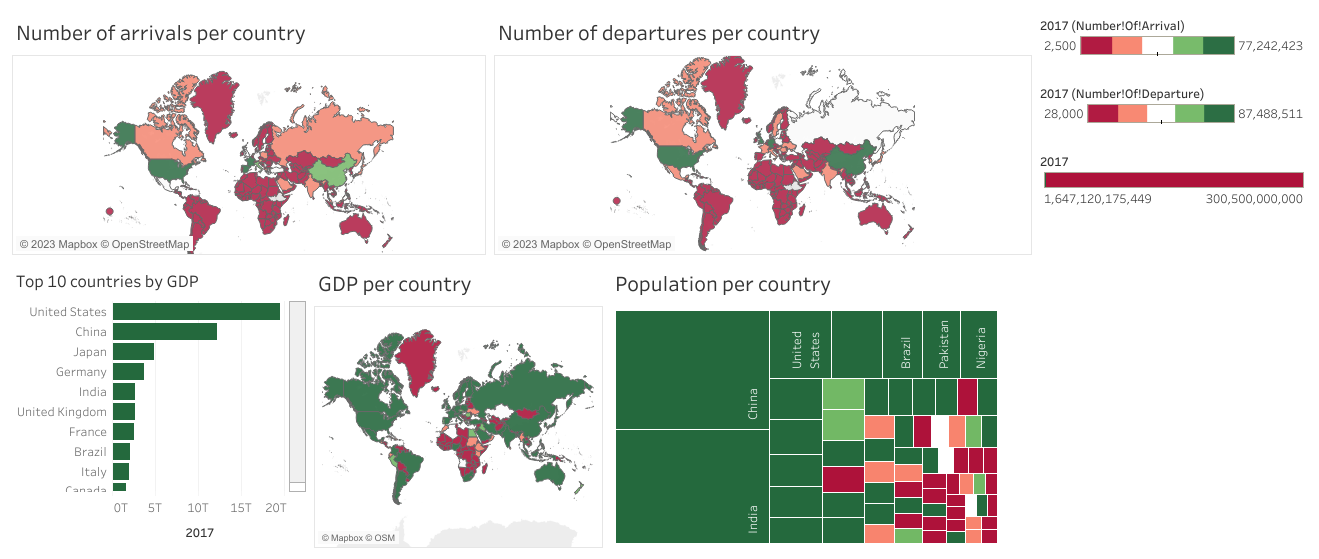 Number of arrivals per country
Number of departures per country
2017 (Number!Of!Arrival)
2,500
77,242,423
2017 (Number!Of!Departure)
28,000
87,488,511
2017
1,647,120,175,449
300,500,000,000
© 2023 Mapbox © OpenStreetMap
© 2023 Mapbox © OpenStreetMap
Top 10 countries by GDP
United States
China
Japan
Germany
India
United Kingdom
France
Brazil
Italy
Canada
0T
5T
10T
15T
20T
2017
GDP per country
© Mapbox © OSM
Population per country
China
India
United
States
Brazil
Pakistan
Nigeria